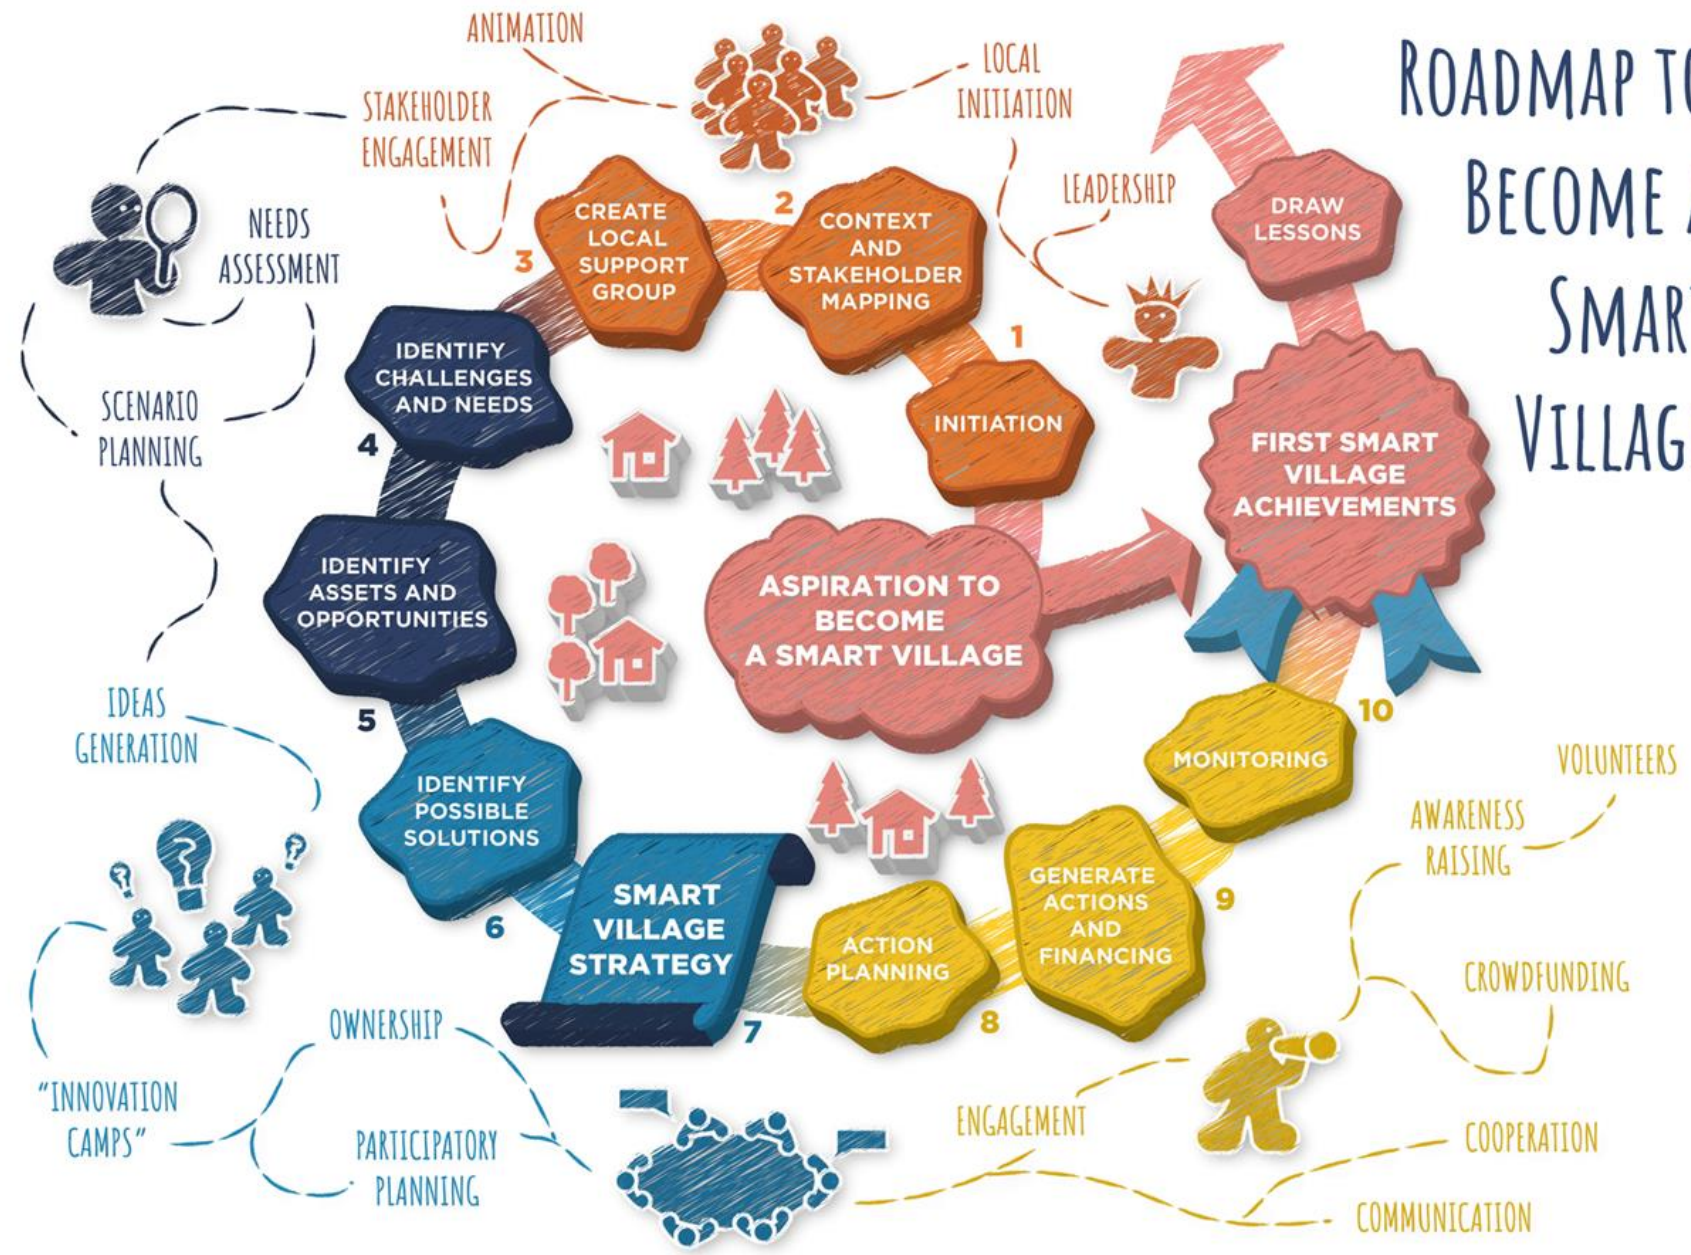 ROADMAP TO
BECOME A
SMART
VILLAG
ANIMATION
LOCAL
INITIATION
STAKEHOLDER
ENGAGEMENT
LEADERSHIP
NEEDS
ASSESSMENT
SCENARIO
PLANNING
ASPIRATION TO
BECOME
A SMART VILLAGE
1
INITIATION
2
CONTEXT
AND
STAKEHOLDER
MAPPING
3
CREATE
LOCAL
SUPPORT
GROUP
4
IDENTIFY
CHALLENGES
AND NEEDS
5
IDENTIFY
ASSETS AND
OPPORTUNITIES
6
IDENTIFY
POSSIBLE
SOLUTIONS
7
SMART
VILLAGE
STRATEGY
8
ACTION
PLANNING
9
GENERATE
ACTIONS
AND
FINANCING
10
MONITORING
FIRST SMART
VILLAGE
ACHIEVEMENTS
DRAW
LESSONS
IDEAS
GENERATION
?
?
?
"INNOVATION
CAMPS"
OWNERSHIP
PARTICIPATORY
PLANNING
ENGAGEMENT
VOLUNTEERS
AWARENESS
RAISING
CROWDFUNDING
COOPERATION
COMMUNICATION